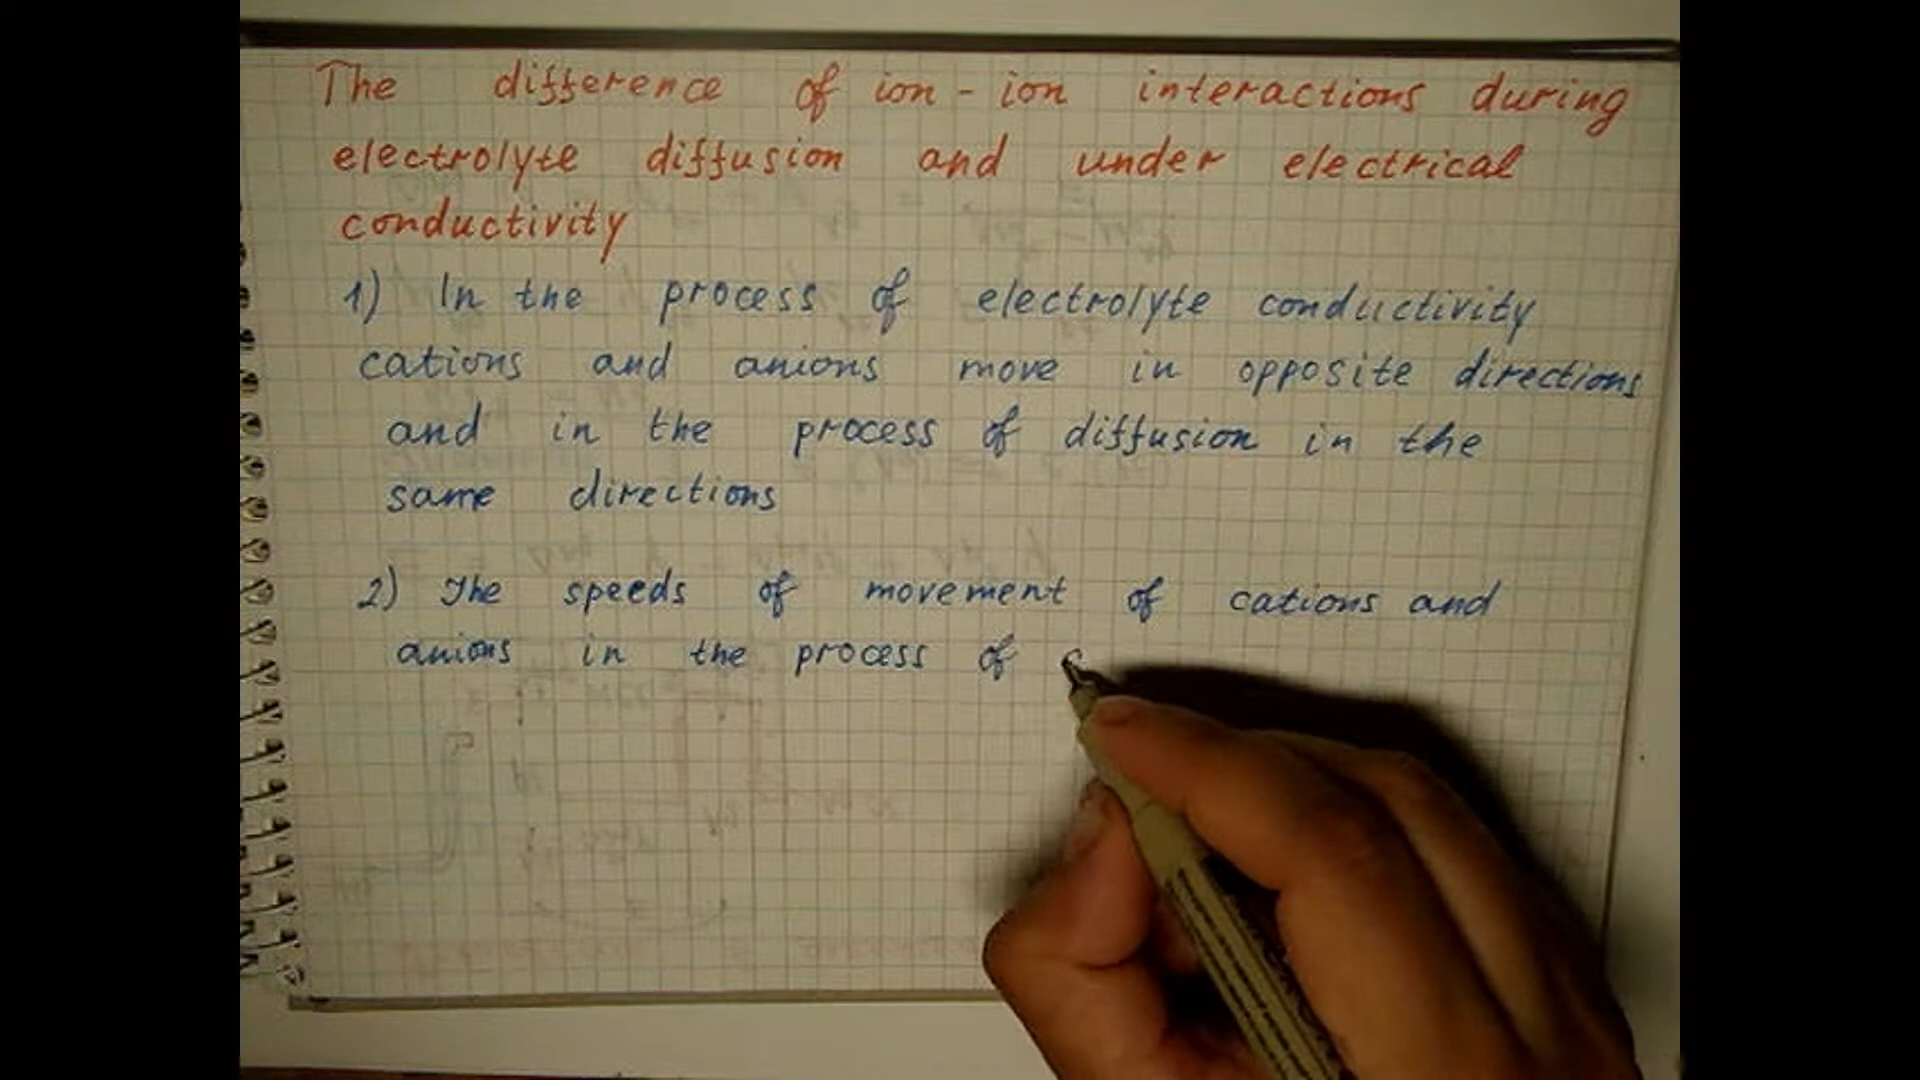 The difference of ion-ion interactions during
electrolyte diffusion and under electrical
conductivity
1) In the process of electrolyte conductivity
cations and anions move in opposite directions
and in the process of diffusion in the
same directions
2) The speeds of movement of cations and
anions in the process of